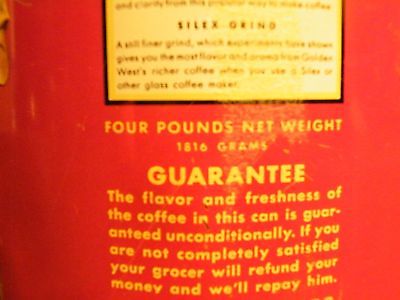 and clarity from this popular way to make coffee.
SILEX GRIND
A still finer grind, which experiments have shown
gives you the most flavor and aroma from Golden
West's richer coffee when you use a Silex or
other glass coffee maker.
FOUR POUNDS NET WEIGHT
1816 GRAMS
GUARANTEE
The flavor and freshness of
the coffee in this can is guar-
anteed unconditionally. If you
are not completely satisfied
your grocer will refund your
money and we'll repay him.